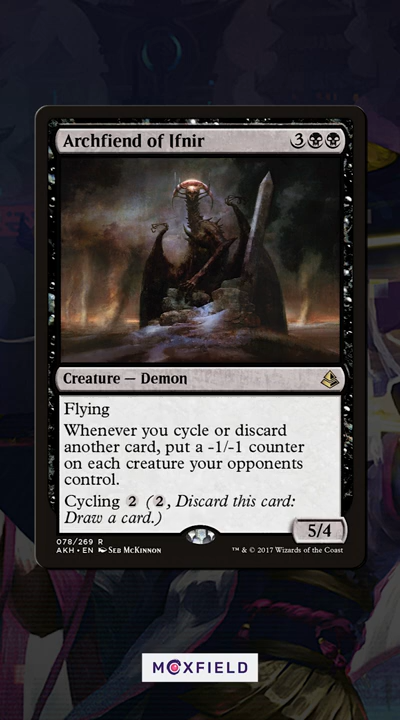 Archfiend of Ifnir 3
Creature — Demon
Flying
Whenever you cycle or discard
another card, put a -1/-1 counter
on each creature your opponents
control.
Cycling 2 (2, Discard this card:
Draw a card.)
5/4
078/269 R
AKH • EN Seb McKinnon
™ & © 2017 Wizards of the Coast
MOXFIELD